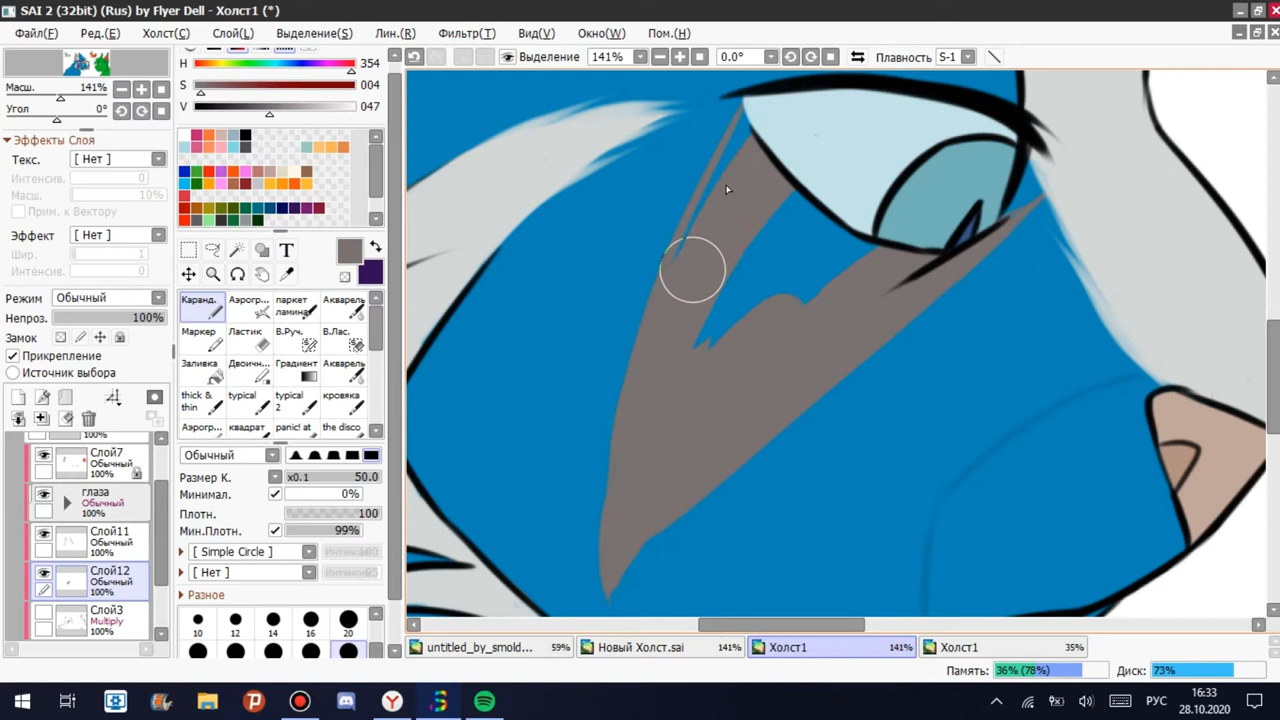 SAI 2 (32bit) (Rus) by Flyer Dell - Холст1 (*)
Файл(F) Ред.(E) Холст(C) Слой(L) Выделение(S) Лин.(R) Фильтр(T) Вид(V) Окно(W) Пом.(H)
Выделение 141% 0.0° Плавность S-1
Масш. 141%
Угол 0°
Эффекты Слоя
Текс. [ Нет ]
Интенсив. 0
Масш. 10%
Прим. к Вектору
Эффект [ Нет ]
Шир. 1
Интенсив. 0
Режим Обычный
Непроз. 100%
Замок
Прикрепление
Источник выбора
100%
Слой7
Обычный
100%
глаза
Обычный
100%
Слой11
Обычный
100%
Слой12
Обычный
100%
Слой3
Multiply
100%
H 354
S 004
V 047
T
Каранд. Аэрогр... паркет ламина Акварель
Маркер Ластик В.Руч. В.Лас.
Заливка Двоичн... Градиент Акварель
thick & thin typical typical 2 кровяка
Аэрогр... квадрат panic! at the disco
Обычный
Размер К. x0.1 50.0
Минимал. 0%
Плотн. 100
Мин.Плотн. 99%
[ Simple Circle ]
[ Нет ]
Разное
10 12 14 16 20
untitled_by_smold... 59% Новый Холст.sai 141% Холст1 141% Холст1 35%
Память: 36% (78%) Диск: 73%
РУС
16:33
28.10.2020